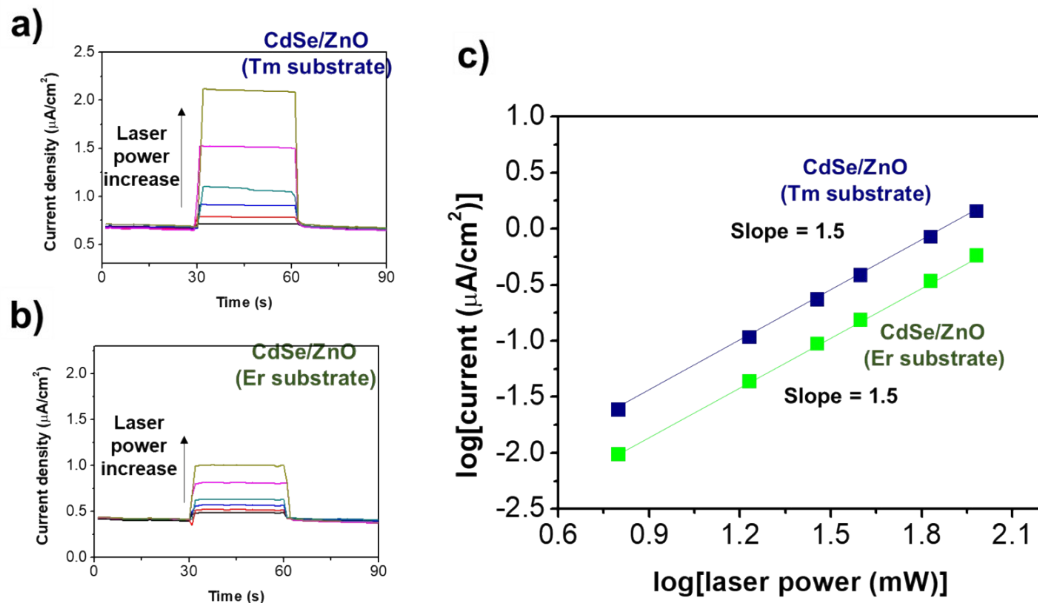 a)
CdSe/ZnO
(Tm substrate)
2.5
2.0
1.5
1.0
0.5
Current density (μA/cm²)
Laser
power
increase
0
30
60
90
Time (s)
b)
CdSe/ZnO
(Er substrate)
2.0
1.5
1.0
0.5
0.0
Current density (μA/cm²)
Laser
power
increase
0
30
60
90
Time (s)
c)
1.0
0.5
0.0
-0.5
-1.0
-1.5
-2.0
-2.5
log[current (μA/cm²)]
CdSe/ZnO
(Tm substrate)
Slope = 1.5
CdSe/ZnO
(Er substrate)
Slope = 1.5
0.6
0.9
1.2
1.5
1.8
2.1
log[laser power (mW)]